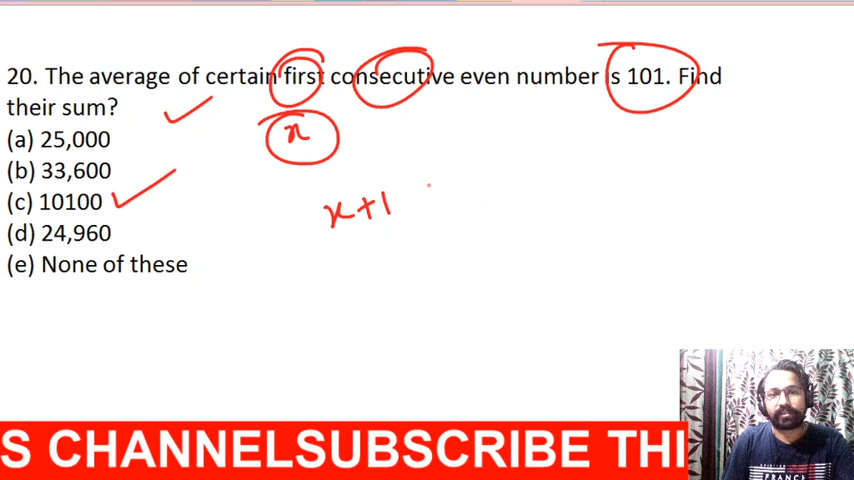 20. The average of certain first consecutive even number is 101. Find
their sum?
(a) 25,000
x
(b) 33,600
(c) 10100
x+1
(d) 24,960
(e) None of these
S CHANNELSUBSCRIBE THI
FRANCE